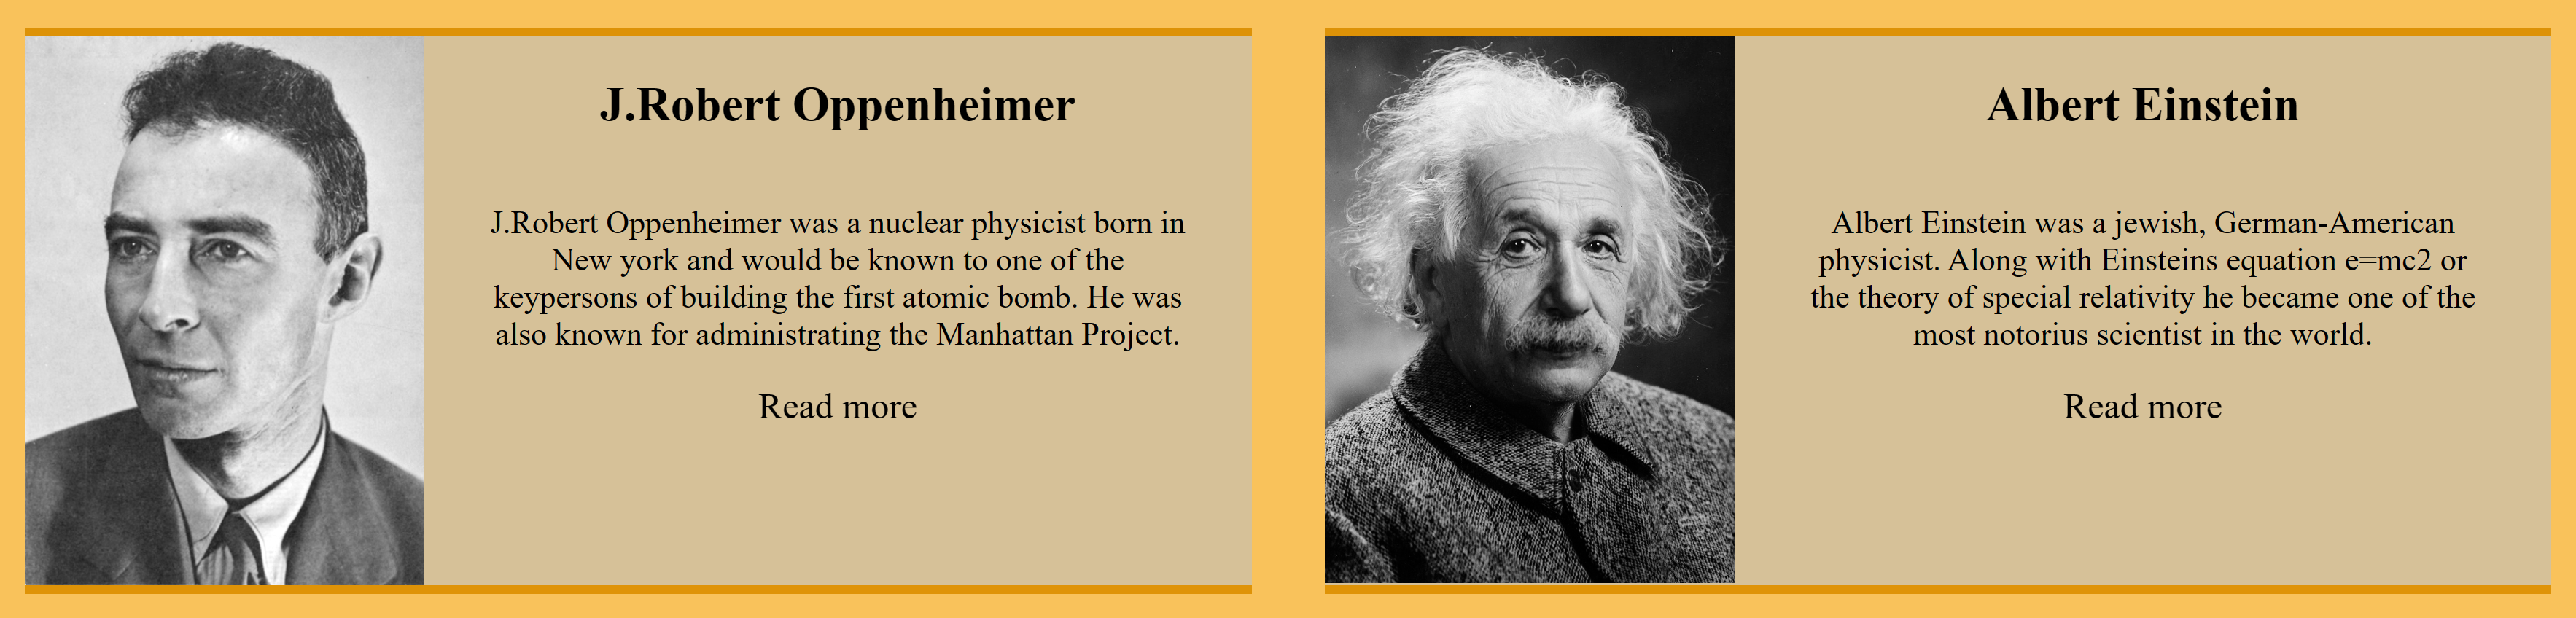 J.Robert Oppenheimer
J.Robert Oppenheimer was a nuclear physicist born in
New york and would be known to one of the
keypersons of building the first atomic bomb. He was
also known for administrating the Manhattan Project.
Read more
Albert Einstein
Albert Einstein was a jewish, German-American
physicist. Along with Einsteins equation e=mc2 or
the theory of special relativity he became one of the
most notorius scientist in the world.
Read more